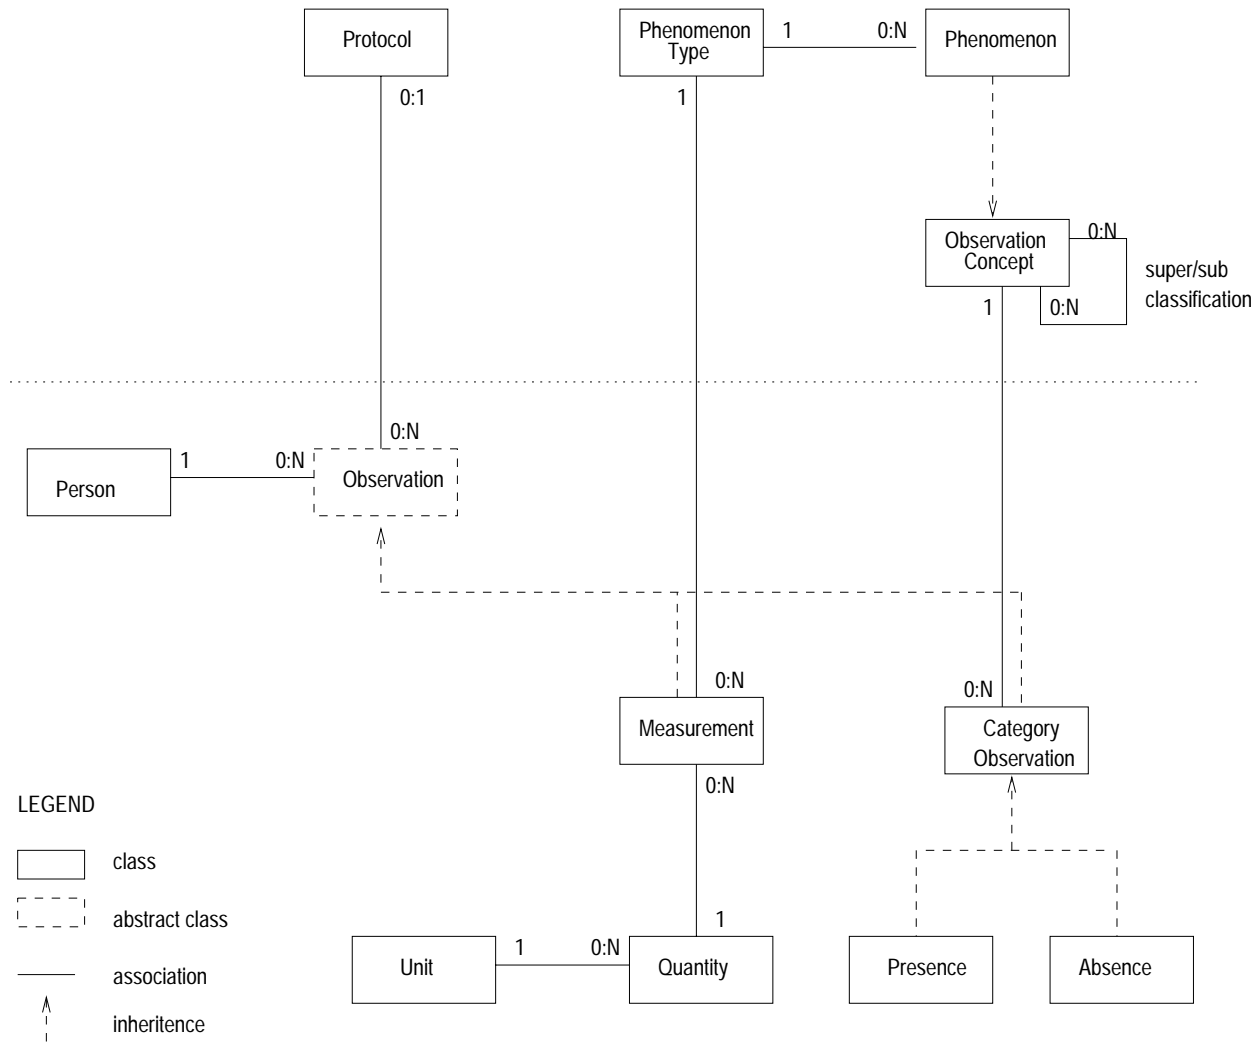 Protocol
Phenomenon
Type
1
0:N
Phenomenon
0:1
1
Observation
Concept
0:N
super/sub
classification
1
0:N
0:N
1
0:N
Person
Observation
0:N
0:N
Measurement
Category
Observation
0:N
LEGEND
class
abstract class
association
inheritence
1
1
0:N
Unit
Quantity
Presence
Absence